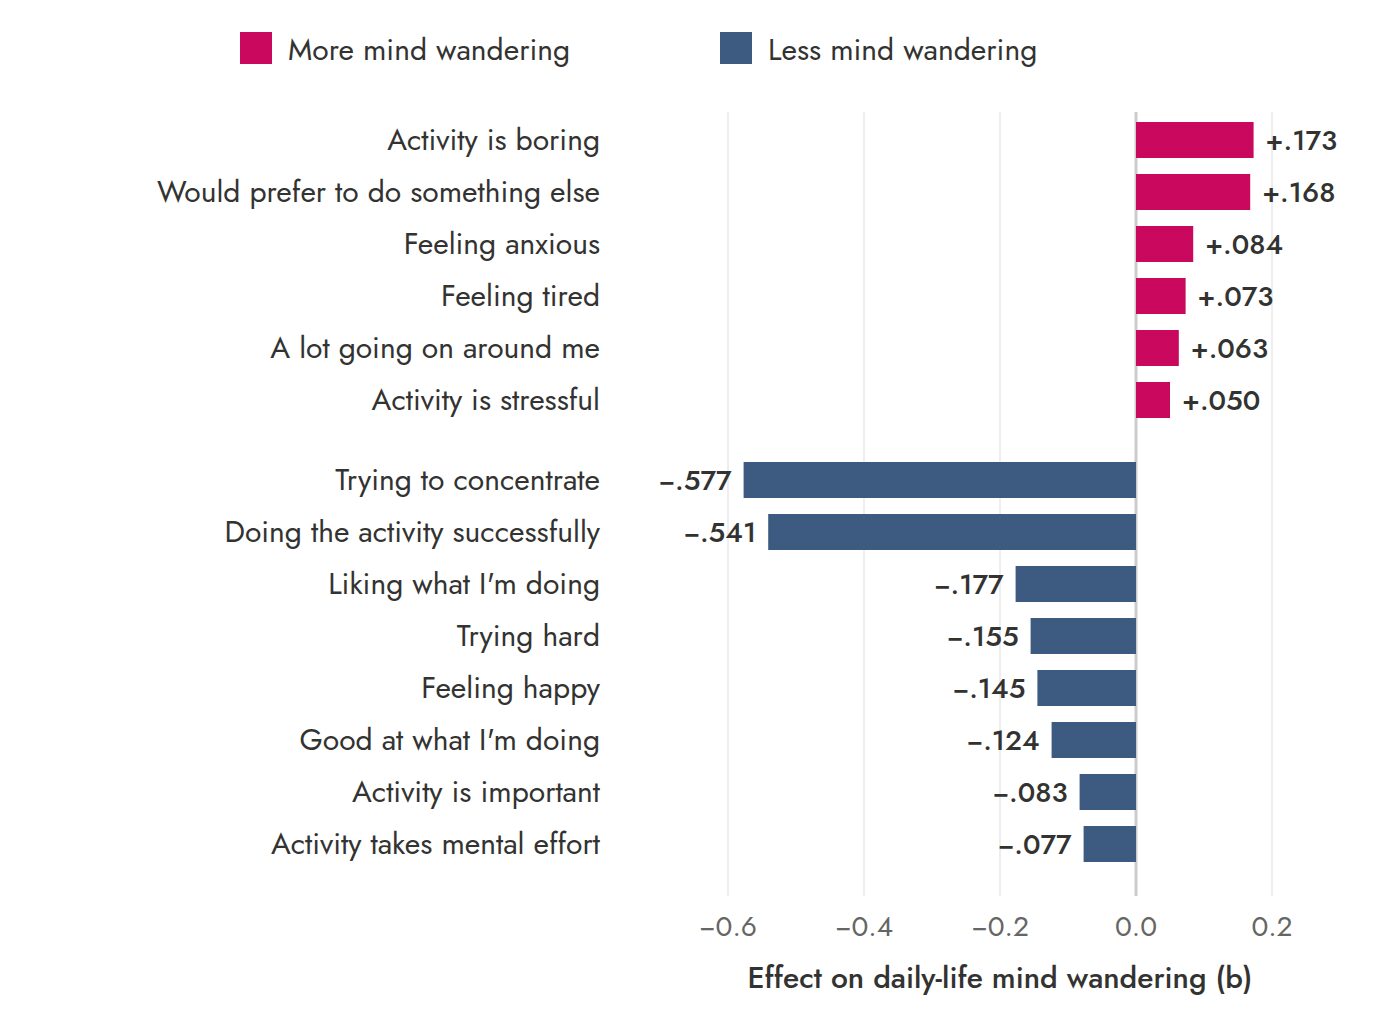 More mind wandering
Less mind wandering
Activity is boring +.173
Would prefer to do something else +.168
Feeling anxious +.084
Feeling tired +.073
A lot going on around me +.063
Activity is stressful +.050
Trying to concentrate −.577
Doing the activity successfully −.541
Liking what I'm doing −.177
Trying hard −.155
Feeling happy −.145
Good at what I'm doing −.124
Activity is important −.083
Activity takes mental effort −.077
−0.6 −0.4 −0.2 0.0 0.2
Effect on daily-life mind wandering (b)